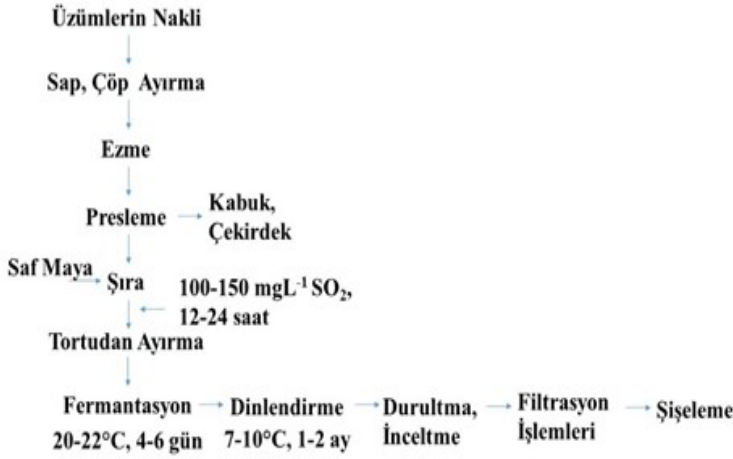 Üzümlerin Nakli
Sap, Çöp Ayırma
Ezme
Presleme
Kabuk,
Çekirdek
Saf Maya
Şıra
100-150 mgL⁻¹ SO₂,
12-24 saat
Tortudan Ayırma
Fermantasyon
20-22°C, 4-6 gün
Dinlendirme
7-10°C, 1-2 ay
Durultma,
İnceltme
Filtrasyon
İşlemleri
Şişeleme